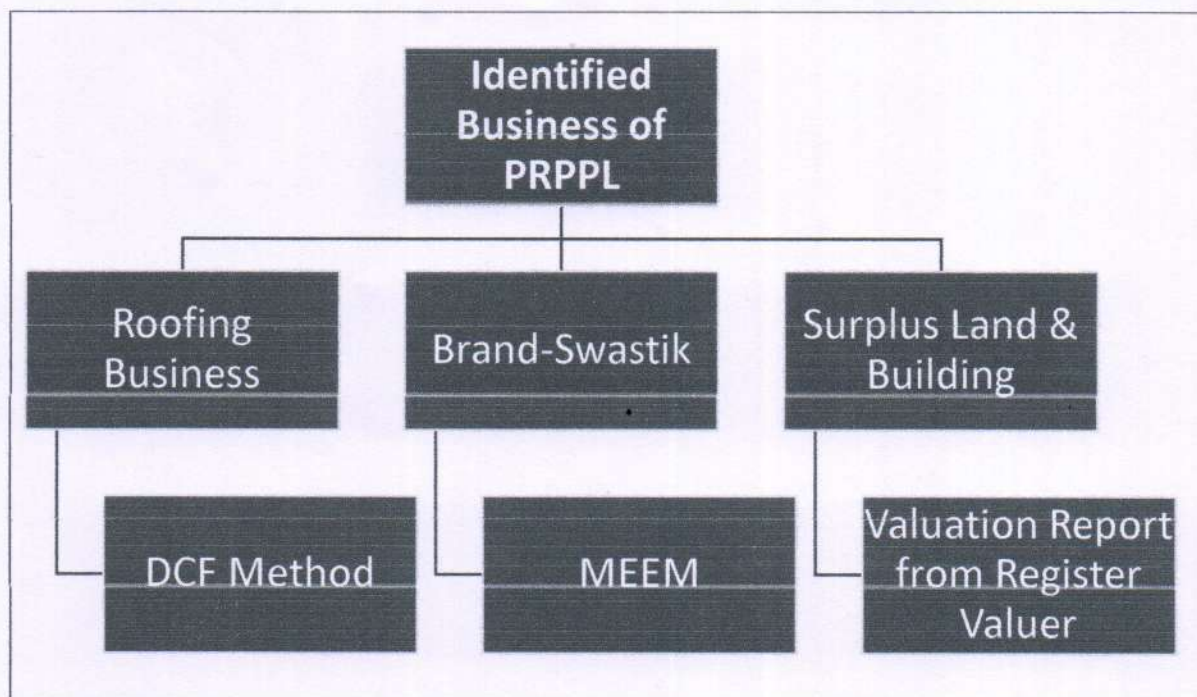 Identified
Business of
PRPPL
Roofing
Business
Brand-Swastik
Surplus Land &
Building
DCF Method
MEEM
Valuation Report
from Register
Valuer